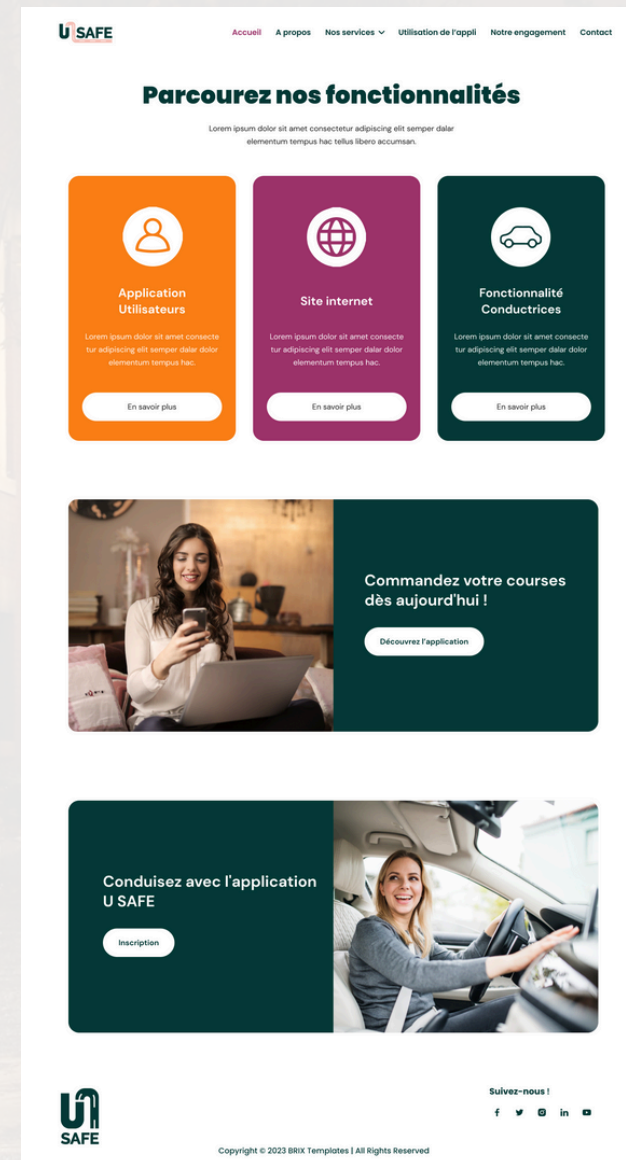 U SAFE
Accueil A propos Nos services Utilisation de l'appli Notre engagement Contact
Parcourez nos fonctionnalités
Lorem ipsum dolor sit amet consectetur adipiscing elit semper dalar
elementum tempus hac tellus libero accumsan.
Application
Utilisateurs
Lorem ipsum dolor sit amet consecte
tur adipiscing elit semper dalar dolor
elementum tempus hac.
En savoir plus
Site internet
Lorem ipsum dolor sit amet consecte
tur adipiscing elit semper dalar dolor
elementum tempus hac.
En savoir plus
Fonctionnalité
Conductrices
Lorem ipsum dolor sit amet consecte
tur adipiscing elit semper dalar dolor
elementum tempus hac.
En savoir plus
Commandez votre courses
dès aujourd'hui !
Découvrez l'application
Conduisez avec l'application
U SAFE
Inscription
U
SAFE
Suivez-nous !
Copyright © 2023 BRIX Templates | All Rights Reserved